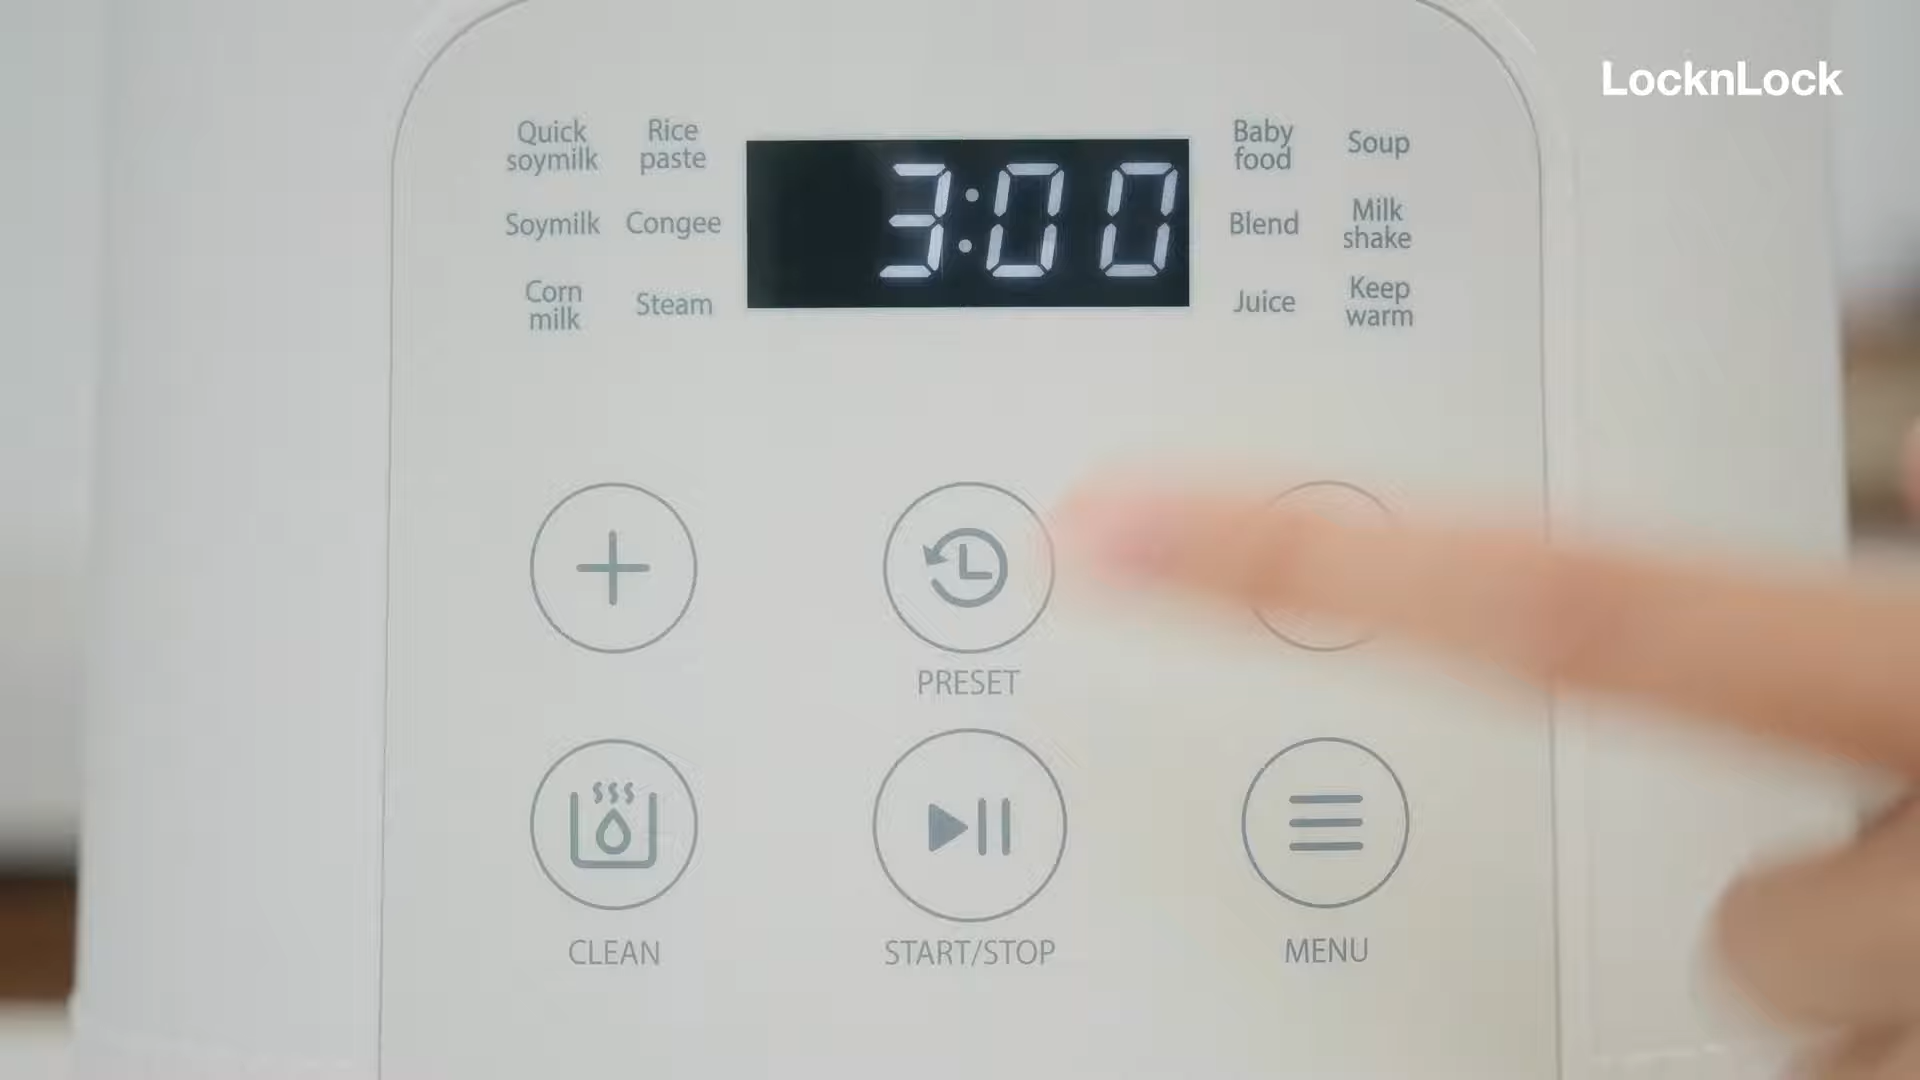 LocknLock
Quick
soymilk
Rice
paste
Soymilk
Congee
Corn
milk
Steam
3:00
Baby
food
Soup
Blend
Milk
shake
Juice
Keep
warm
PRESET
CLEAN
START/STOP
MENU